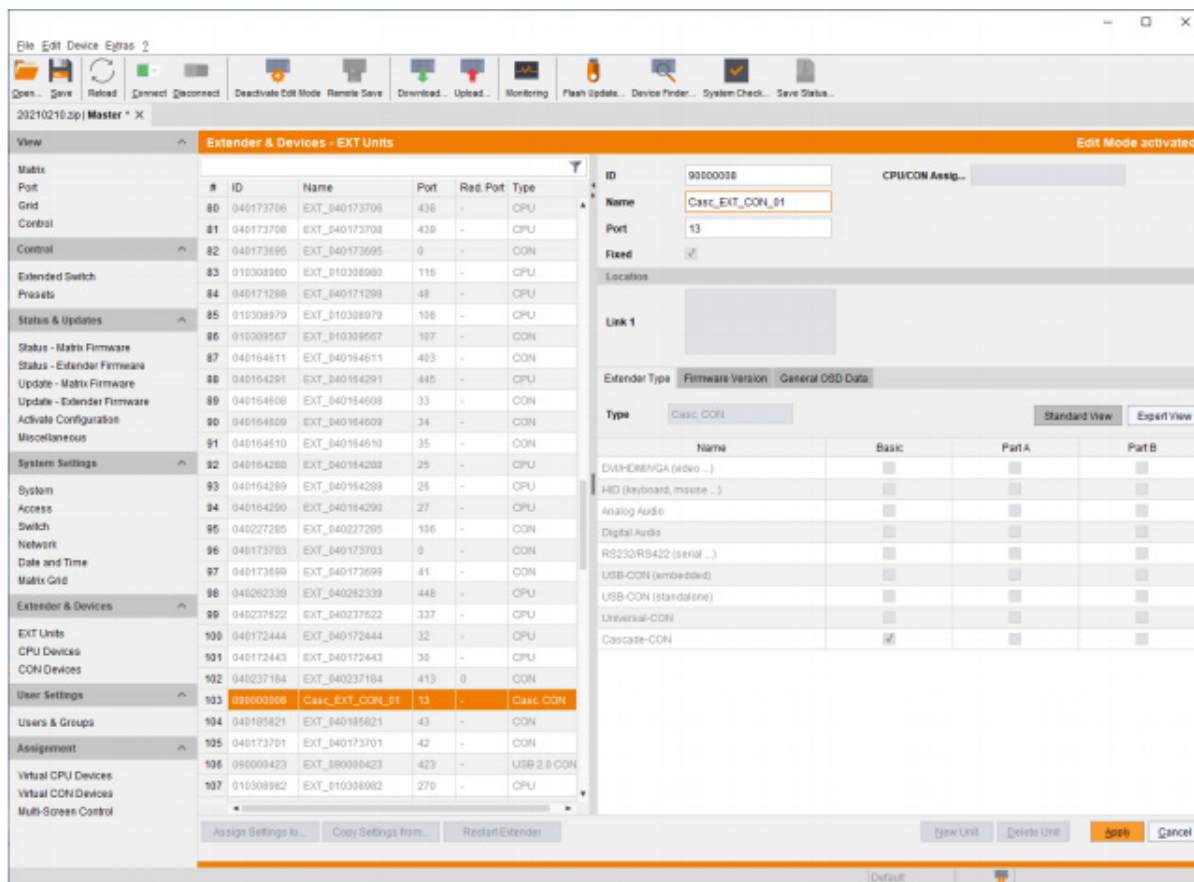 File Edit Device Extras ?
Open... Save Reload Connect Disconnect Deactivate Edit Mode Remote Save Download... Upload... Monitoring Flash Update... Device Finder... System Check... Save Status...
20210210.zip | Master * X
View
Matrix
Port
Grid
Control
Control
Extended Switch
Presets
Status & Updates
Status - Matrix Firmware
Status - Extender Firmware
Update - Matrix Firmware
Update - Extender Firmware
Activate Configuration
Miscellaneous
System Settings
System
Access
Switch
Network
Date and Time
Matrix Grid
Extender & Devices
EXT Units
CPU Devices
CON Devices
User Settings
Users & Groups
Assignment
Virtual CPU Devices
Virtual CON Devices
Multi-Screen Control
Extender & Devices - EXT Units Edit Mode activated
# ID Name Port Red. Port Type
80 040173706 EXT_040173706 438 - CPU
81 040173708 EXT_040173708 439 - CPU
82 040173695 EXT_040173695 0 - CON
83 010308980 EXT_010308980 116 - CPU
84 040171288 EXT_040171288 48 - CPU
85 010308979 EXT_010308979 108 - CPU
86 010309567 EXT_010309567 107 - CON
87 040164611 EXT_040164611 403 - CON
88 040164291 EXT_040164291 445 - CPU
89 040164608 EXT_040164608 33 - CON
90 040164609 EXT_040164609 34 - CON
91 040164610 EXT_040164610 35 - CON
92 040164288 EXT_040164288 25 - CPU
93 040164289 EXT_040164289 26 - CPU
94 040164290 EXT_040164290 27 - CPU
95 040227285 EXT_040227285 106 - CON
96 040173703 EXT_040173703 0 - CON
97 040173699 EXT_040173699 41 - CON
98 040262339 EXT_040262339 448 - CPU
99 040237622 EXT_040237622 337 - CPU
100 040172444 EXT_040172444 32 - CPU
101 040172443 EXT_040172443 30 - CPU
102 040237184 EXT_040237184 413 0 CON
103 090000008 Casc_EXT_CON_01 13 - Casc. CON
104 040185821 EXT_040185821 43 - CON
105 040173701 EXT_040173701 42 - CON
106 090000423 EXT_090000423 423 - USB 2.0 CON
107 010308982 EXT_010308982 270 - CPU
ID 90000008 CPU/CON Assig...
Name Casc_EXT_CON_01
Port 13
Fixed
Location
Link 1
Extender Type Firmware Version General OSD Data
Type Casc. CON Standard View Expert View
Name Basic Part A Part B
DVI/HDMI/VGA (video ...)
HID (keyboard, mouse ...)
Analog Audio
Digital Audio
RS232/RS422 (serial ...)
USB-CON (embedded)
USB-CON (standalone)
Universal-CON
Cascade-CON
Assign Settings to... Copy Settings from... Restart Extender New Unit Delete Unit Apply Cancel
Default